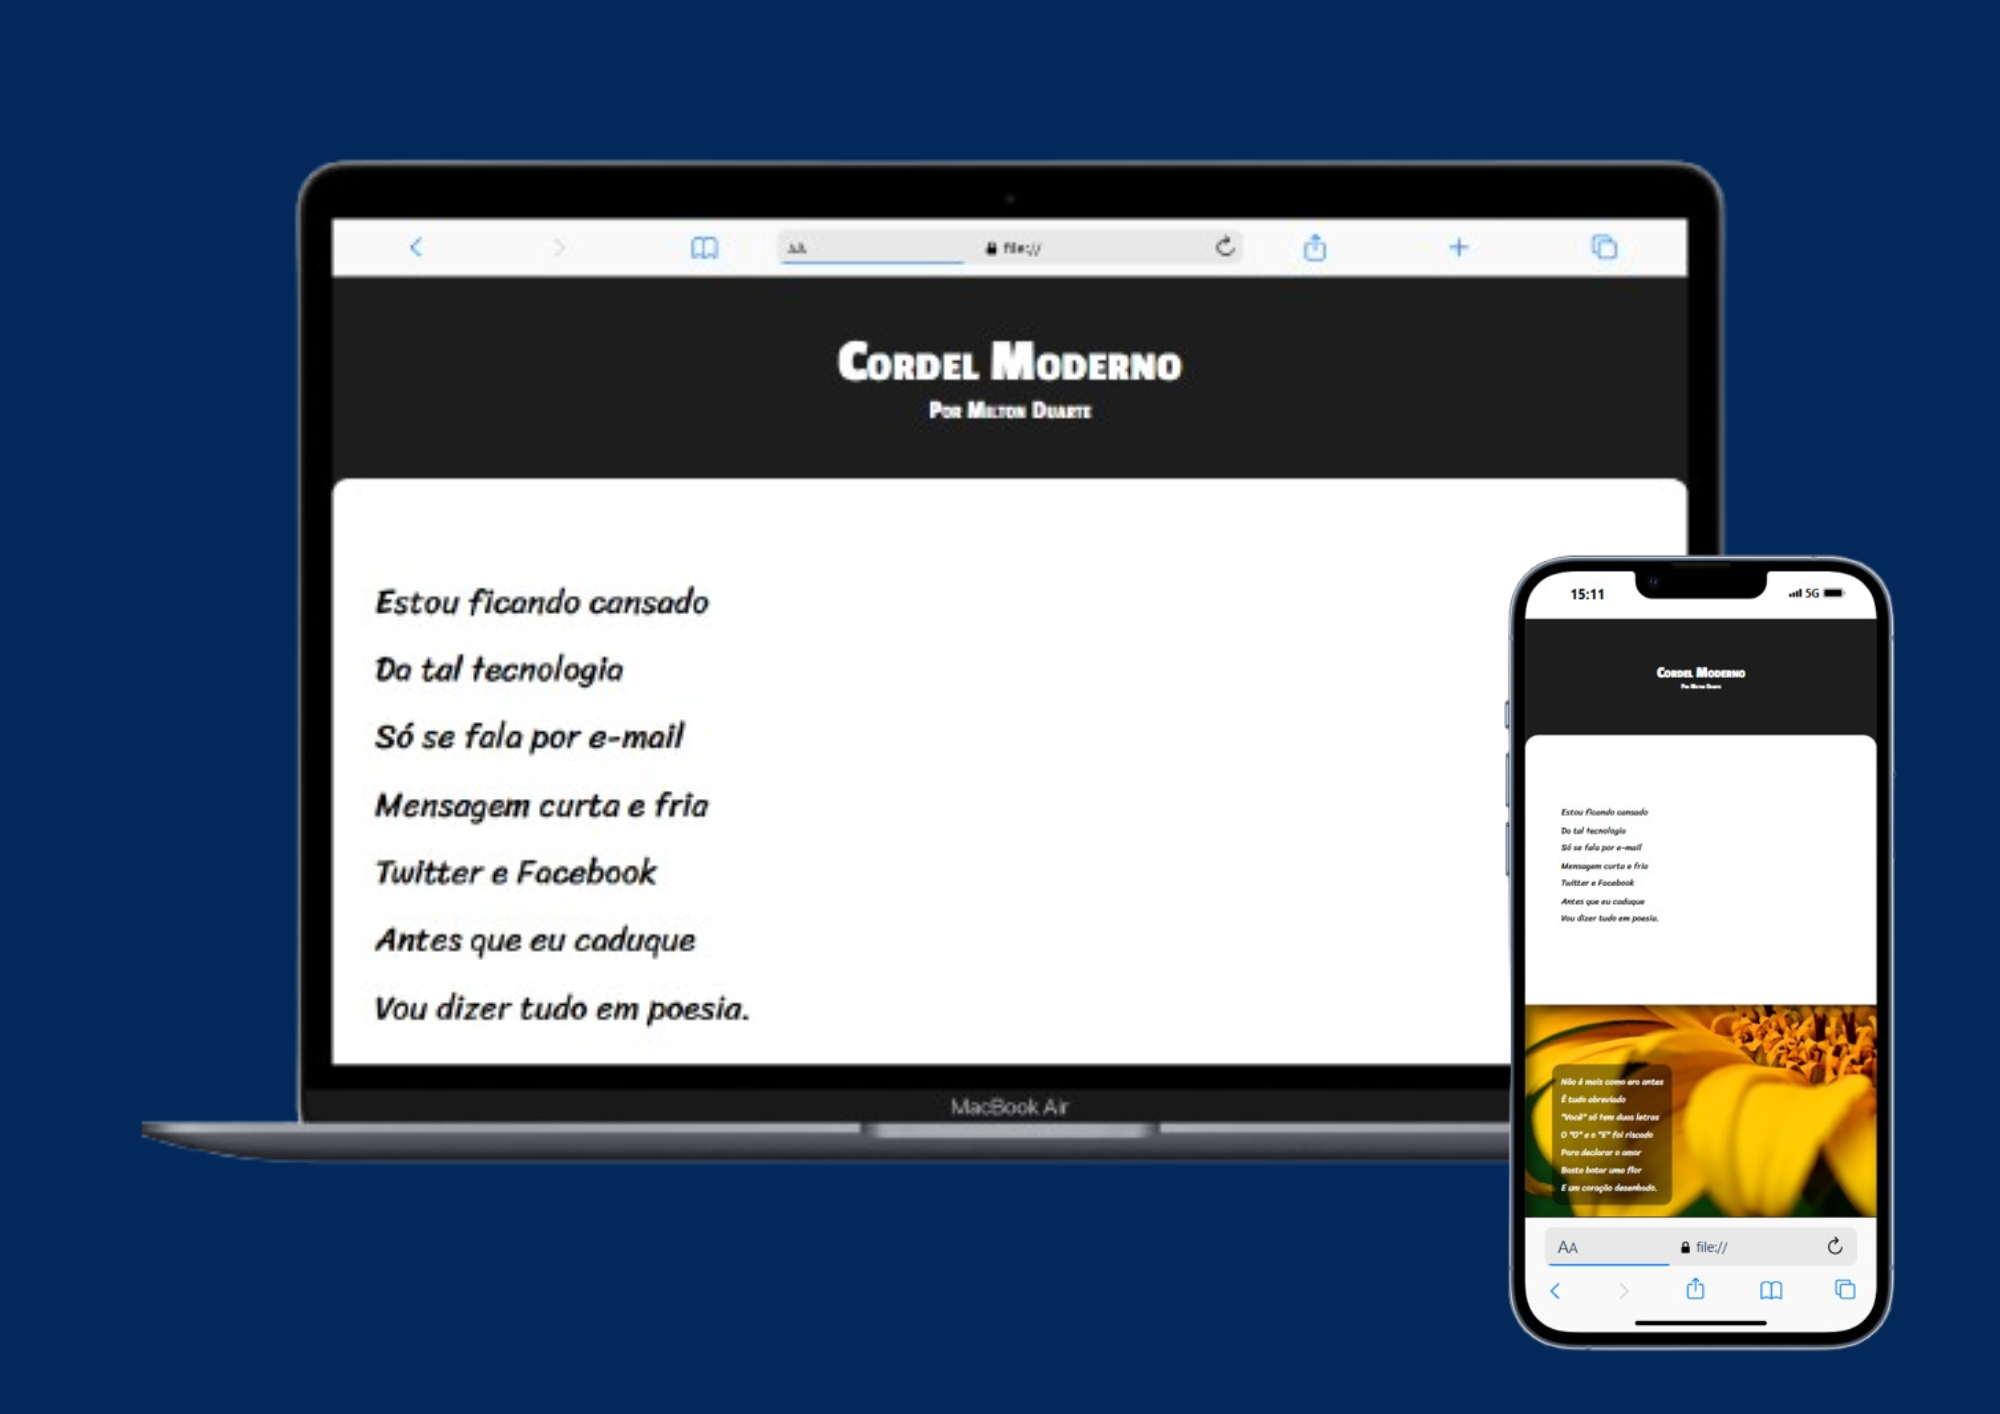 AA file://
Cordel Moderno
Por Milton Duarte
Estou ficando cansado
Da tal tecnologia
Só se fala por e-mail
Mensagem curta e fria
Twitter e Facebook
Antes que eu caduque
Vou dizer tudo em poesia.
MacBook Air
15:11 5G
Cordel Moderno
Por Milton Duarte
Estou ficando cansado
Da tal tecnologia
Só se fala por e-mail
Mensagem curta e fria
Twitter e Facebook
Antes que eu caduque
Vou dizer tudo em poesia.
Não é mais como era antes
É tudo abreviado
"Você" só tem duas letras
O "O" e o "E" foi riscado
Para declarar o amor
Basta botar uma flor
E um coração desenhado.
AA file://